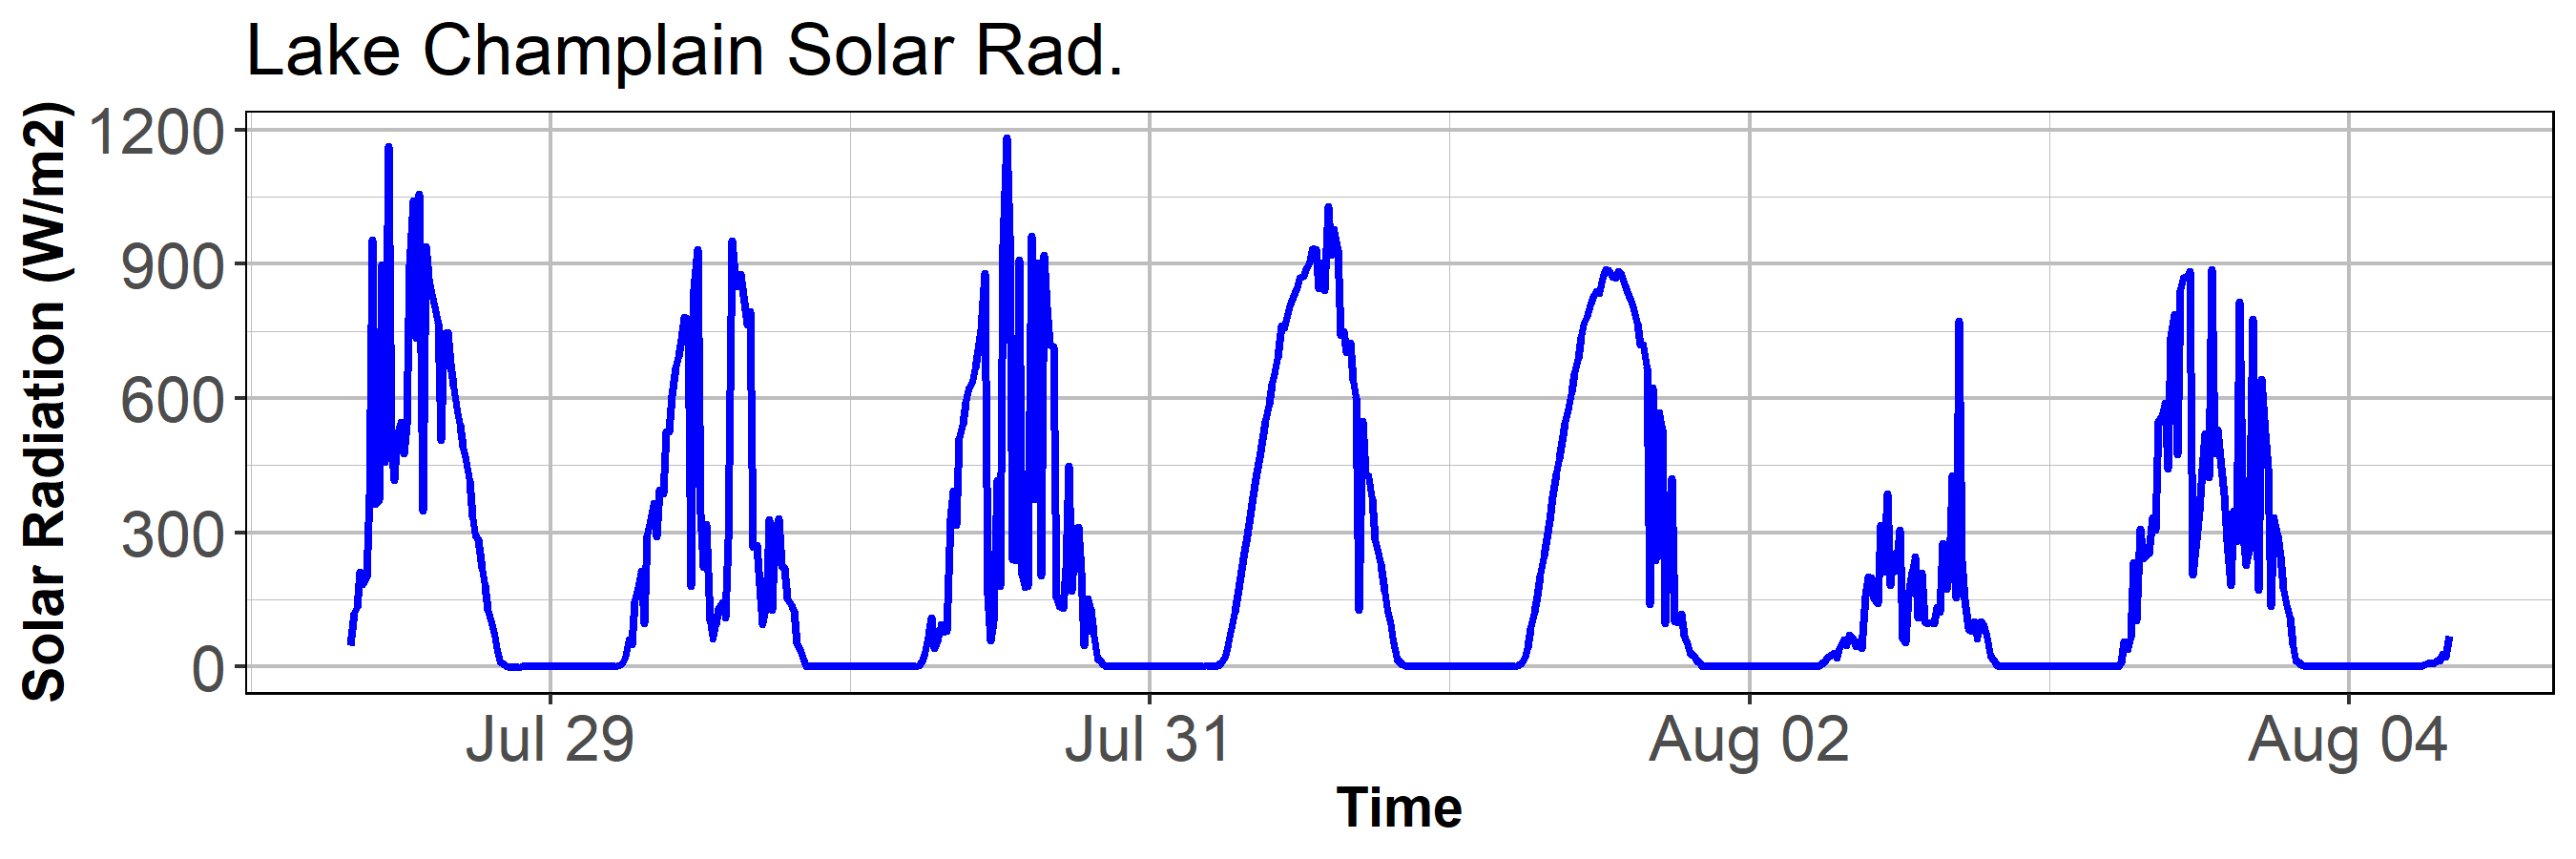 Lake Champlain Solar Rad.
Solar Radiation (W/m2)
1200
900
600
300
0
Jul 29 Jul 31 Aug 02 Aug 04
Time